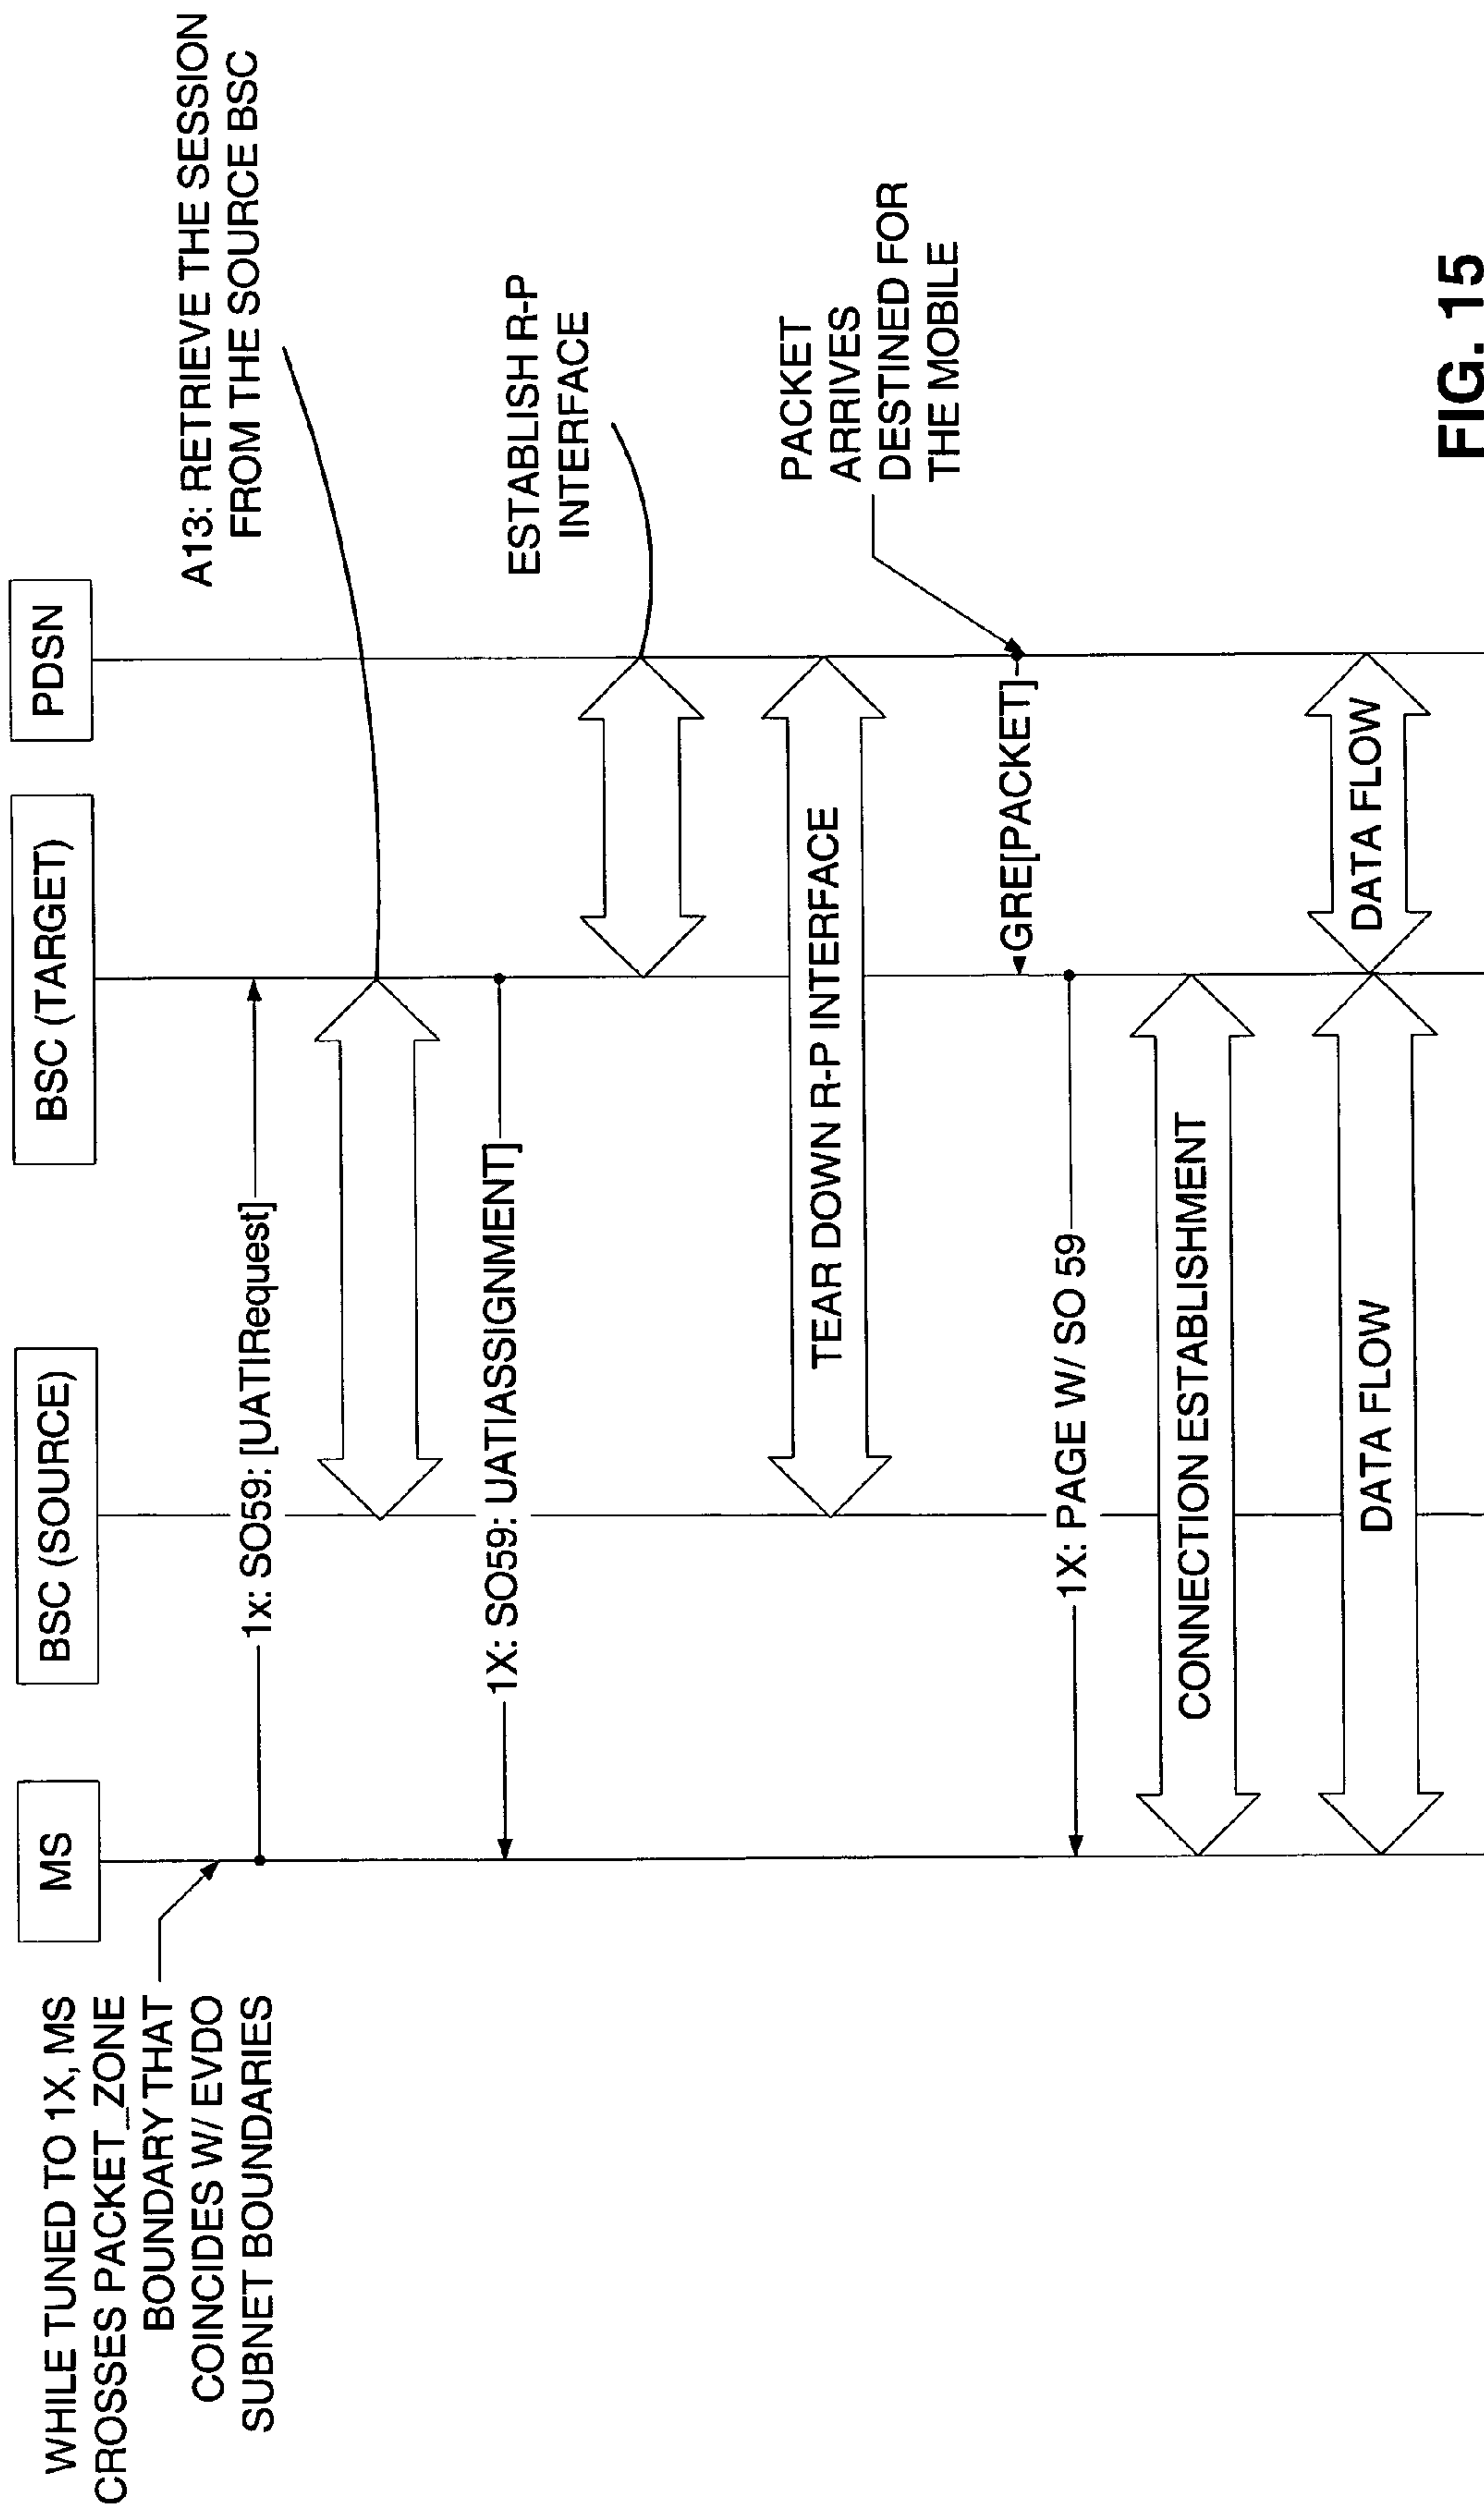 WHILE TUNED TO 1X, MS
CROSSES PACKET_ZONE
BOUNDARY THAT
COINCIDES W/ EVDO
SUBNET BOUNDARIES
MS
BSC (SOURCE)
BSC (TARGET)
PDSN
1x: SO59: [UATIRequest]
A13: RETRIEVE THE SESSION
FROM THE SOURCE BSC
1X: SO59: UATIASSIGNMENT]
ESTABLISH R-P
INTERFACE
TEAR DOWN R-P INTERFACE
PACKET
ARRIVES
DESTINED FOR
THE MOBILE
GRE[PACKET]
1X: PAGE W/ SO 59
CONNECTION ESTABLISHMENT
DATA FLOW
DATA FLOW
FIG. 15